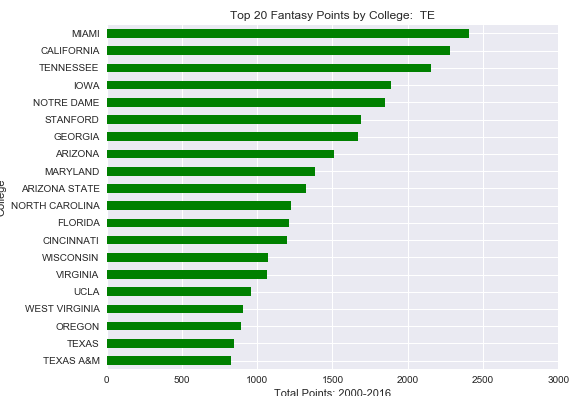 Top 20 Fantasy Points by College:  TE
MIAMI
CALIFORNIA
TENNESSEE
IOWA
NOTRE DAME
STANFORD
GEORGIA
ARIZONA
MARYLAND
ARIZONA STATE
NORTH CAROLINA
FLORIDA
CINCINNATI
WISCONSIN
VIRGINIA
UCLA
WEST VIRGINIA
OREGON
TEXAS
TEXAS A&M
College
0 500 1000 1500 2000 2500 3000
Total Points: 2000-2016